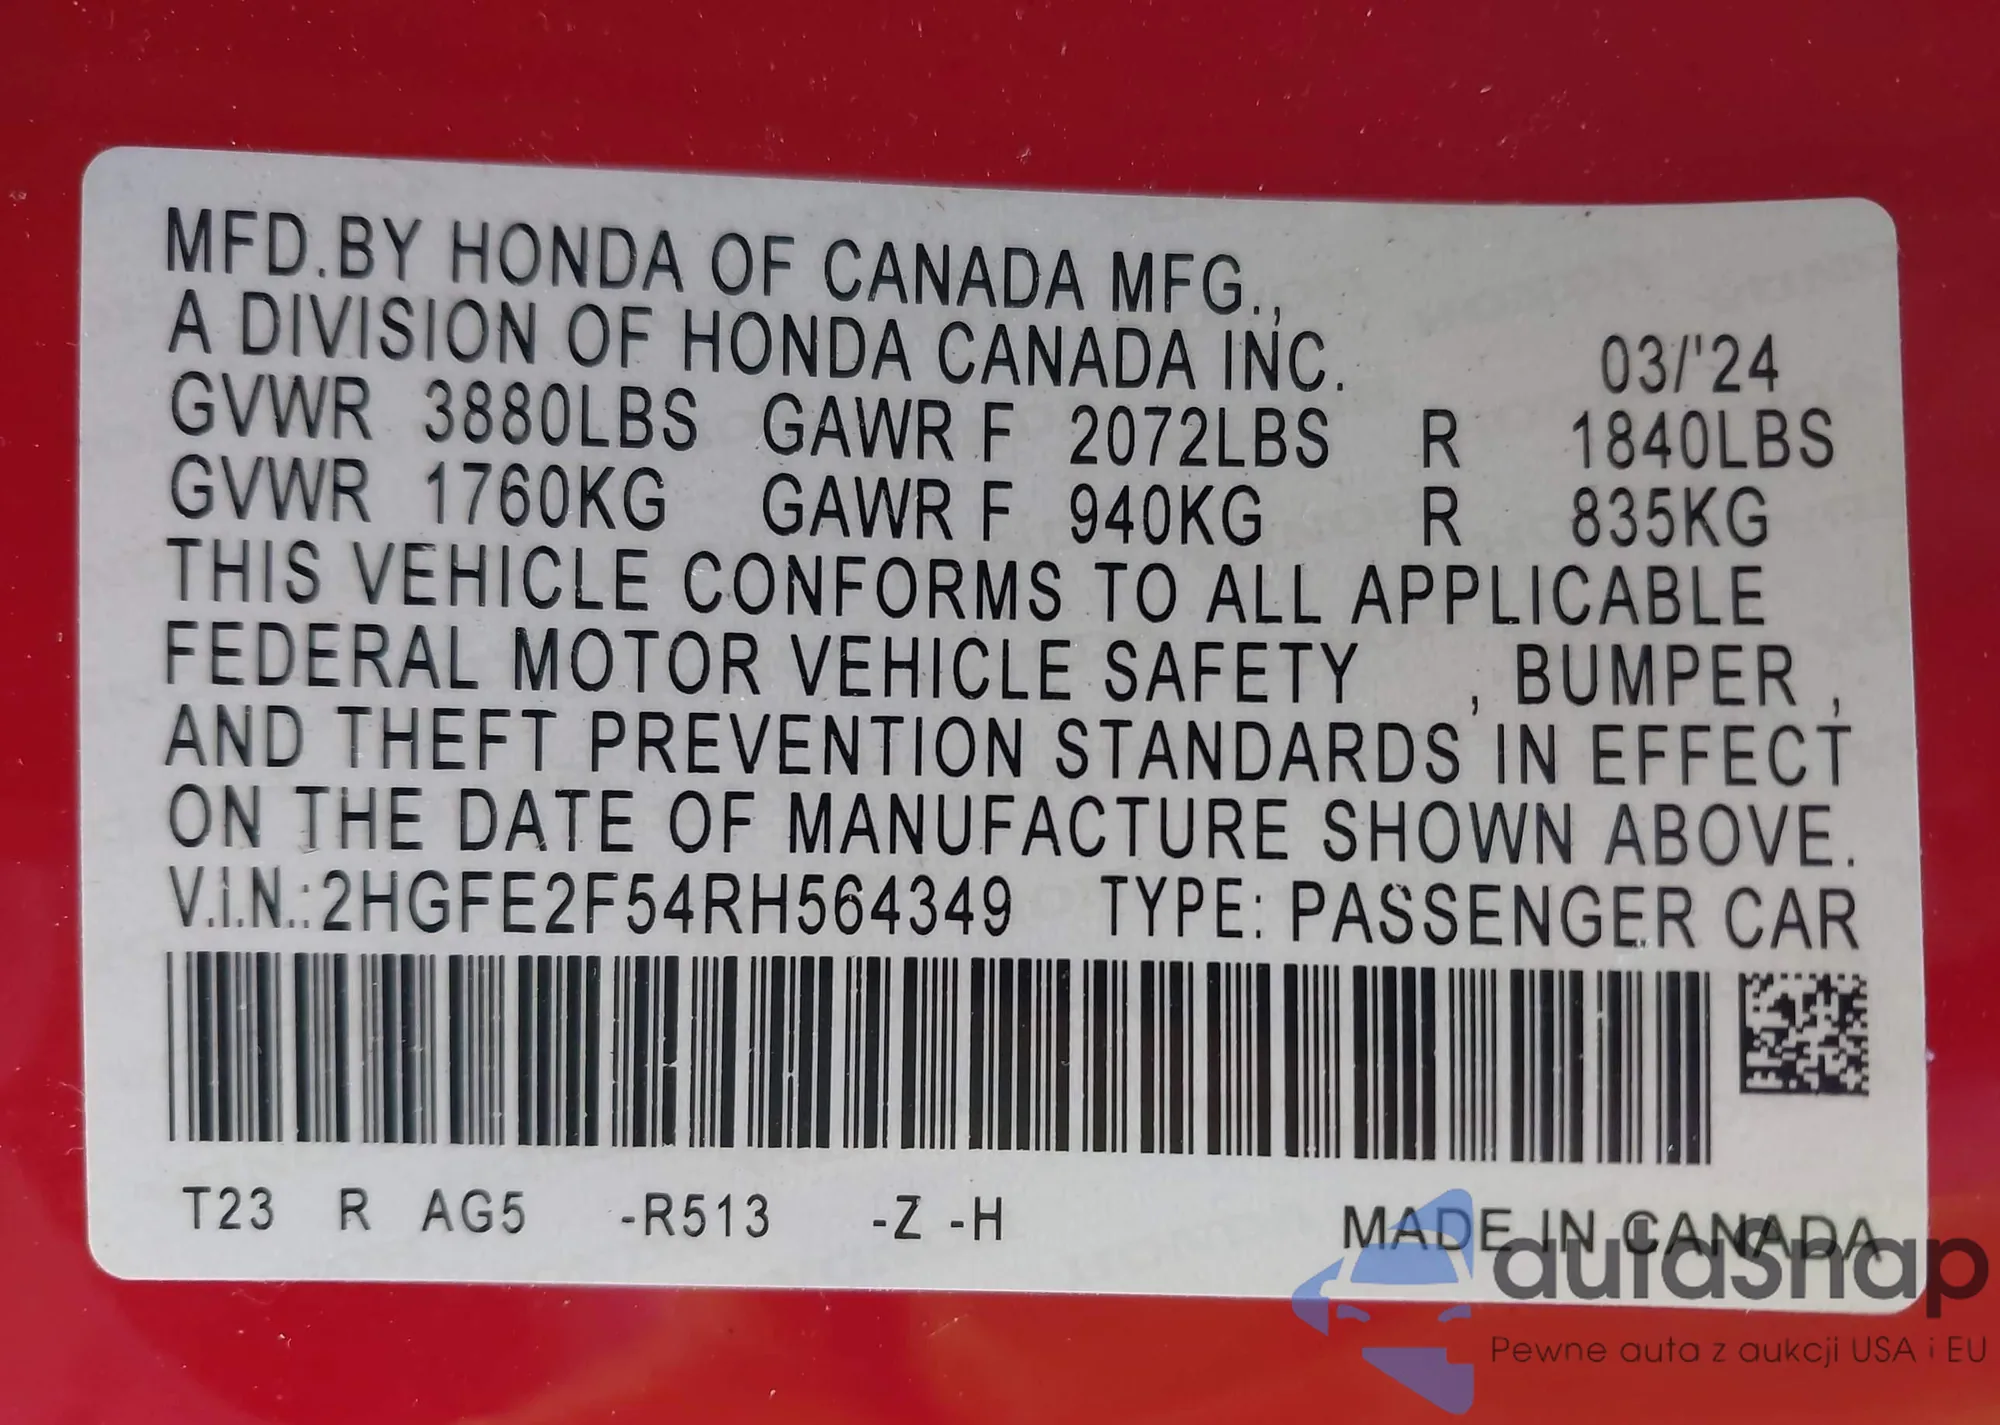 MFD.BY HONDA OF CANADA MFG.,
A DIVISION OF HONDA CANADA INC. 03/'24
GVWR 3880LBS GAWR F 2072LBS R 1840LBS
GVWR 1760KG GAWR F 940KG R 835KG
THIS VEHICLE CONFORMS TO ALL APPLICABLE
FEDERAL MOTOR VEHICLE SAFETY , BUMPER ,
AND THEFT PREVENTION STANDARDS IN EFFECT
ON THE DATE OF MANUFACTURE SHOWN ABOVE.
V.I.N.:2HGFE2F54RH564349 TYPE: PASSENGER CAR
T23 R AG5 -R513 -Z -H MADE IN CANADA
autaSnap
Pewne auta z aukcji USA i EU